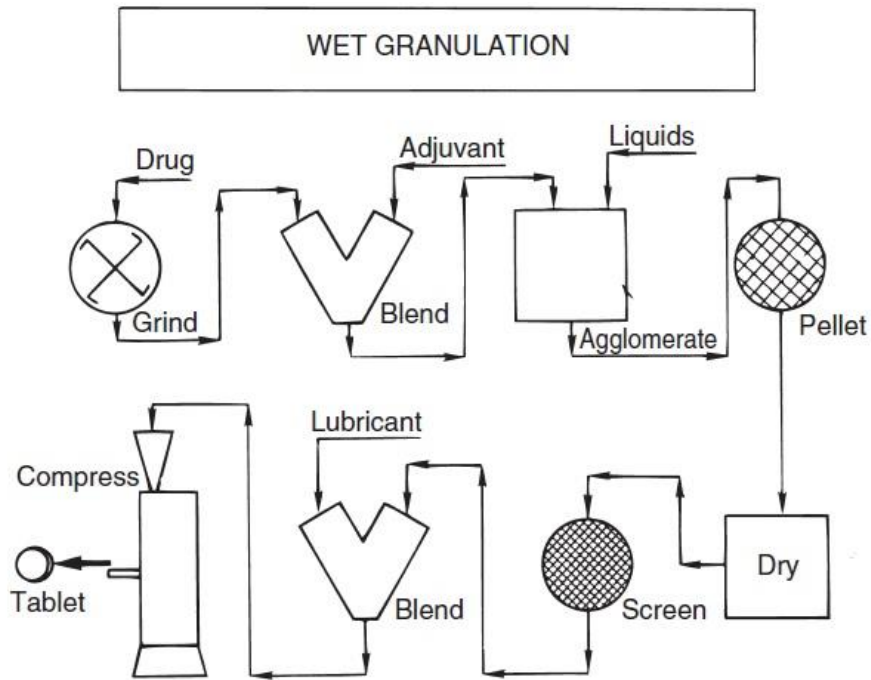 WET GRANULATION
Drug
Adjuvant
Liquids
Grind
Blend
Agglomerate
Pellet
Lubricant
Compress
Dry
Tablet
Blend
Screen